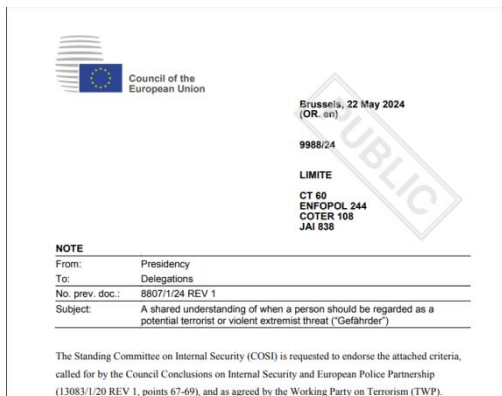 Council of the
European Union
PUBLIC
Brussels, 22 May 2024
(OR. en)
9988/24
LIMITE
CT 60
ENFOPOL 244
COTER 108
JAI 838
NOTE
From: Presidency
To: Delegations
No. prev. doc.: 8807/1/24 REV 1
Subject: A shared understanding of when a person should be regarded as a
potential terrorist or violent extremist threat ("Gefährder")
The Standing Committee on Internal Security (COSI) is requested to endorse the attached criteria,
called for by the Council Conclusions on Internal Security and European Police Partnership
(13083/1/20 REV 1, points 67-69), and as agreed by the Working Party on Terrorism (TWP).